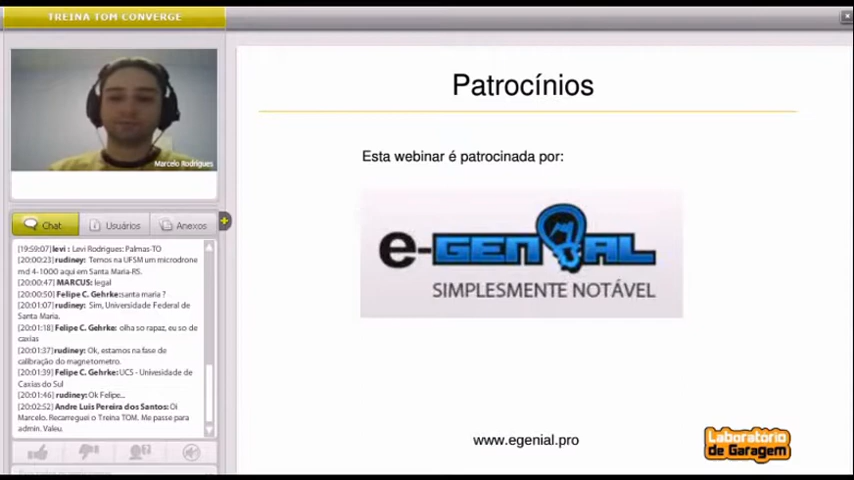 TREINA TOM CONVERGE
Marcelo Rodrigues
Chat
Usuários
Anexos
[19:59:07] levi : Levi Rodrigues: Palmas-TO
[20:00:23] rudiney: Temos na UFSM um microdrone
md 4-1000 aqui em Santa Maria-RS.
[20:00:47] MARCUS: legal
[20:00:50] Felipe C. Gehrke:santa maria ?
[20:01:07] rudiney: Sim, Universidade Federal de
Santa Maria.
[20:01:18] Felipe C. Gehrke: olha so rapaz, eu so de
caxias
[20:01:37] rudiney: Ok, estamos na fase de
calibração do magnetometro.
[20:01:39] Felipe C. Gehrke: UCS - Univesidade de
Caxias do Sul
[20:01:46] rudiney: Ok Felipe...
[20:02:52] Andre Luis Pereira dos Santos: Oi
Marcelo. Recarreguei o Treina TOM. Me passe para
admin. Valeu.
Patrocínios
Esta webinar é patrocinada por:
e-GENIAL
SIMPLESMENTE NOTÁVEL
www.egenial.pro
Laboratorio
de Garagem